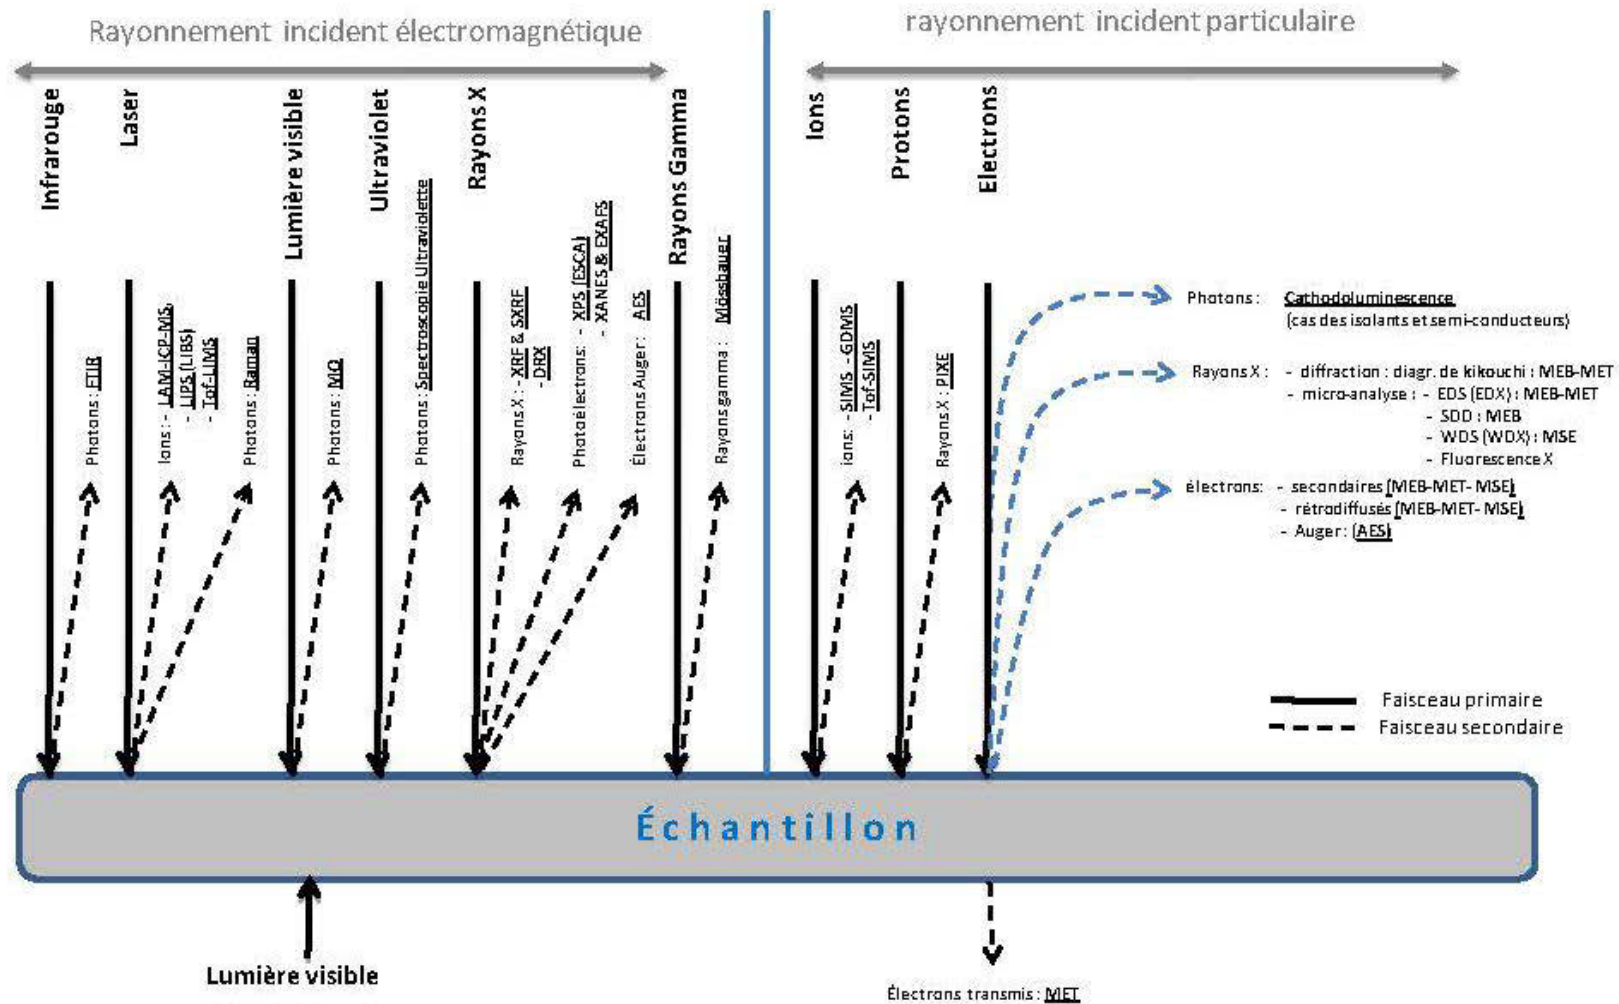 Rayonnement incident électromagnétique
rayonnement incident particulaire
Infrarouge
Laser
Lumière visible
Ultraviolet
Rayons X
Rayons Gamma
Ions
Protons
Electrons
Photons : FTIR
Ions : - LAM-ICP-MS,
- LIPS (LIBS)
- Tof-LIMS
Photons : Raman
Photons : MO
Photons : Spectroscopie Ultraviolette
Rayons X : - XRF & SXRF
- DRX
Photoélectrons : - XPS (ESCA)
- XANES & EXAFS
Électrons Auger : AES
Rayons gamma : Mössbauer
ions: - SIMS - GDMS
- Tof-SIMS
Rayons X : PIXE
Photons : Cathodoluminescence
(cas des isolants et semi-conducteurs)
Rayons X : - diffraction : diagr. de kikouchi : MEB-MET
- micro-analyse : - EDS (EDX) : MEB-MET
- SDD : MEB
- WDS (WDX) : MSE
- Fluorescence X
électrons: - secondaires (MEB-MET- MSE)
- rétrodiffusés (MEB-MET- MSE)
- Auger : (AES)
Faisceau primaire
Faisceau secondaire
Échantillon
Lumière visible
Électrons transmis : MET